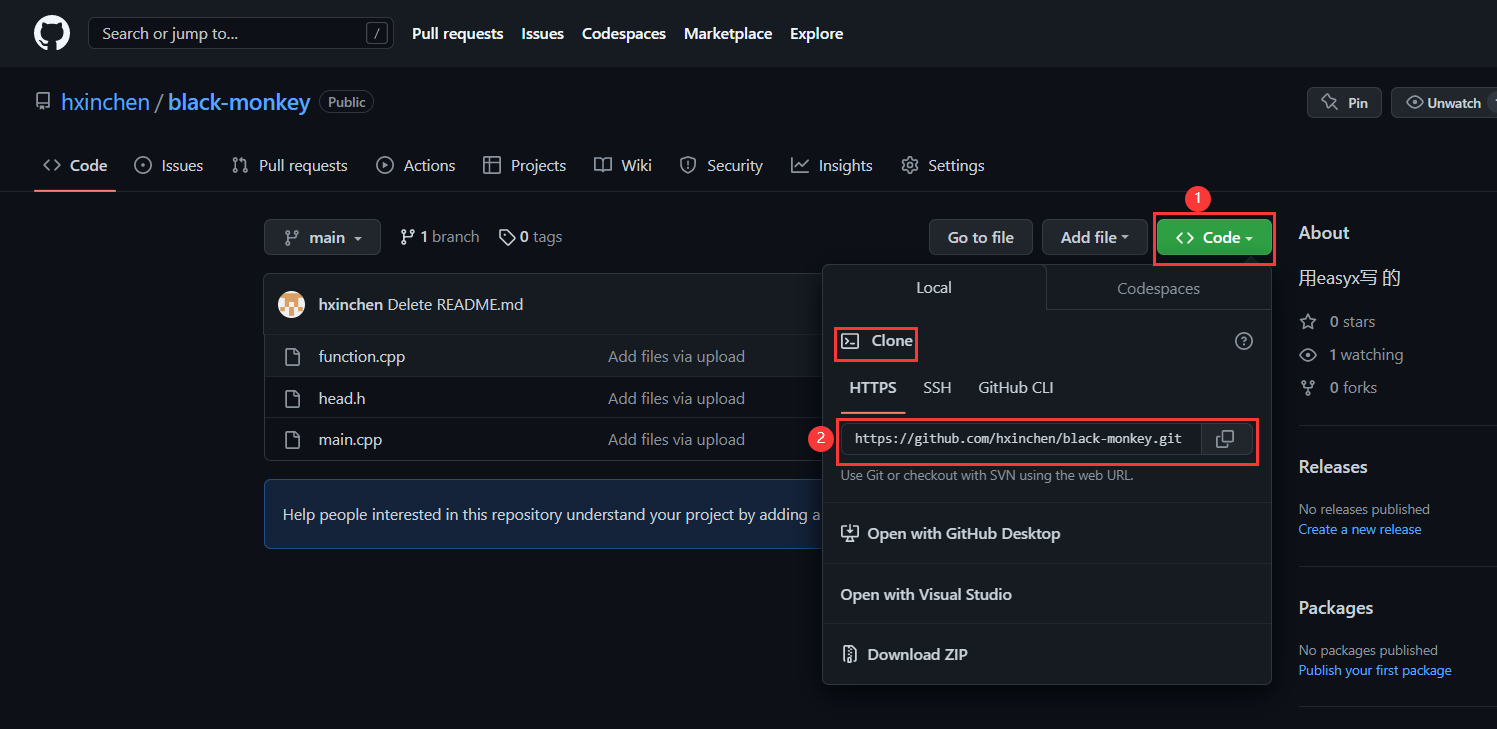 Search or jump to... / Pull requests Issues Codespaces Marketplace Explore
hxinchen / black-monkey Public Pin Unwatch
Code Issues Pull requests Actions Projects Wiki Security Insights Settings
1
main 1 branch 0 tags Go to file Add file Code About
Local Codespaces
用easyx写 的
hxinchen Delete README.md
0 stars
Clone
function.cpp Add files via upload
1 watching
HTTPS SSH GitHub CLI
0 forks
head.h Add files via upload
main.cpp Add files via upload
2 https://github.com/hxinchen/black-monkey.git
Releases
Use Git or checkout with SVN using the web URL.
Help people interested in this repository understand your project by adding a
No releases published
Create a new release
Open with GitHub Desktop
Open with Visual Studio
Packages
Download ZIP
No packages published
Publish your first package